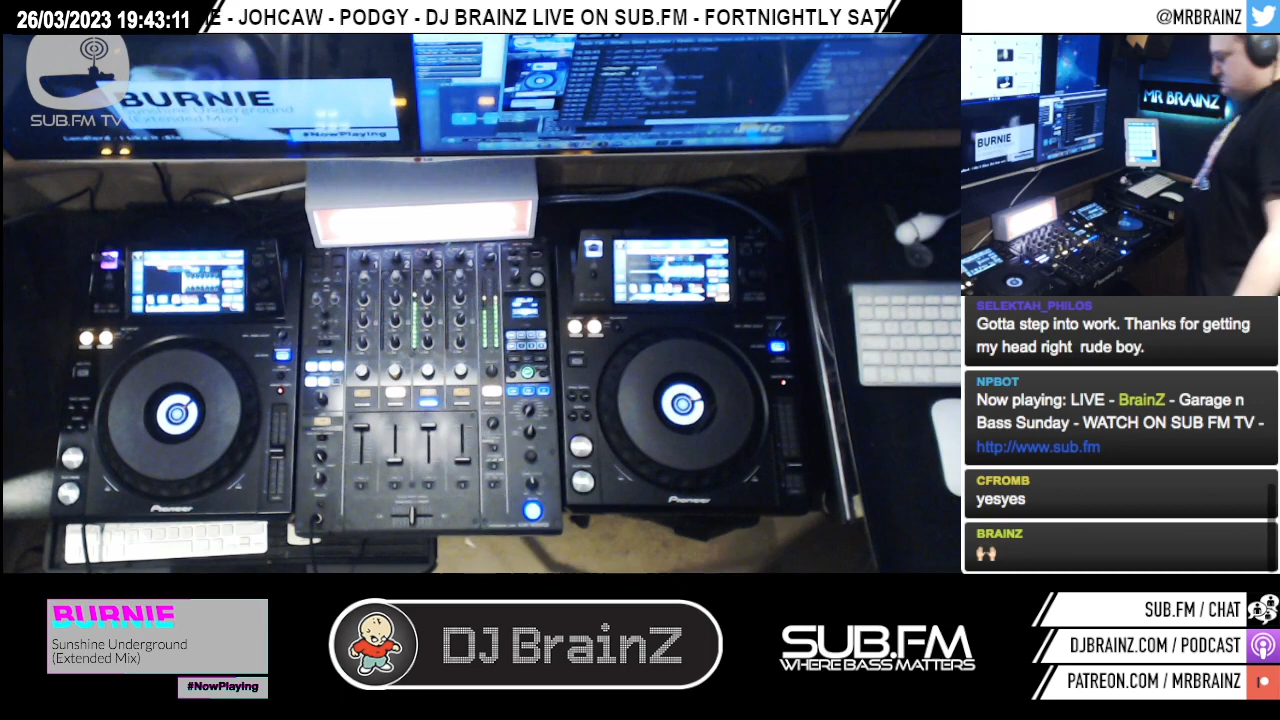 26/03/2023 19:43:11
E - JOHCAW - PODGY - DJ BRAINZ LIVE ON SUB.FM - FORTNIGHTLY SAT
@MRBRAINZ
SUB.FM TV
BURNIE
Sunshine Underground
(Extended Mix)
#NowPlaying
MR BRAINZ
BURNIE
Pioneer
Pioneer
SELEKTAH_PHILOS
Gotta step into work. Thanks for getting
my head right rude boy.
NPBOT
Now playing: LIVE - BrainZ - Garage n
Bass Sunday - WATCH ON SUB FM TV -
http://www.sub.fm
CFROMB
yesyes
BRAINZ
🙌🏼
BURNIE
Sunshine Underground
(Extended Mix)
#NowPlaying
DJ BrainZ
SUB.FM
WHERE BASS MATTERS
SUB.FM / CHAT
DJBRAINZ.COM / PODCAST
PATREON.COM / MRBRAINZ